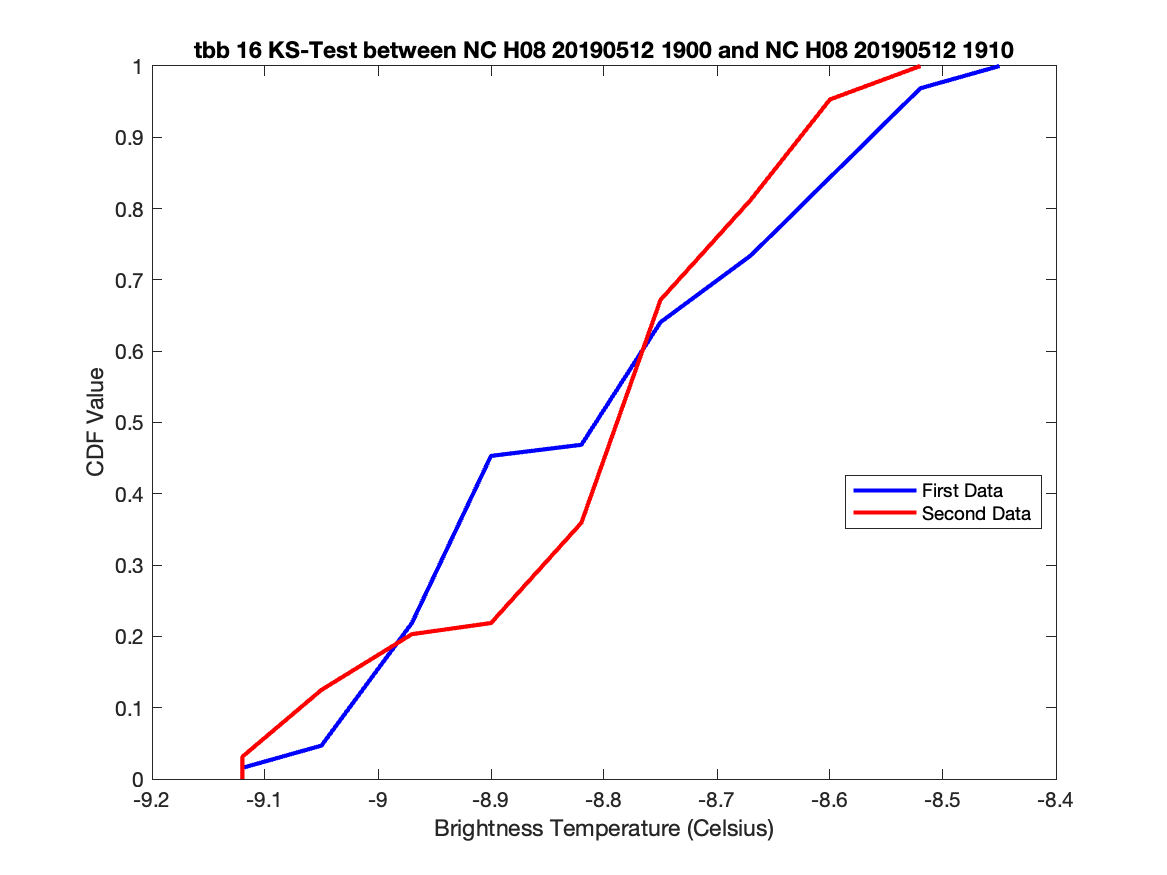 tbb 16 KS-Test between NC H08 20190512 1900 and NC H08 20190512 1910
1
0.9
0.8
0.7
0.6
0.5
0.4
0.3
0.2
0.1
0
CDF Value
First Data
Second Data
-9.2 -9.1 -9 -8.9 -8.8 -8.7 -8.6 -8.5 -8.4
Brightness Temperature (Celsius)